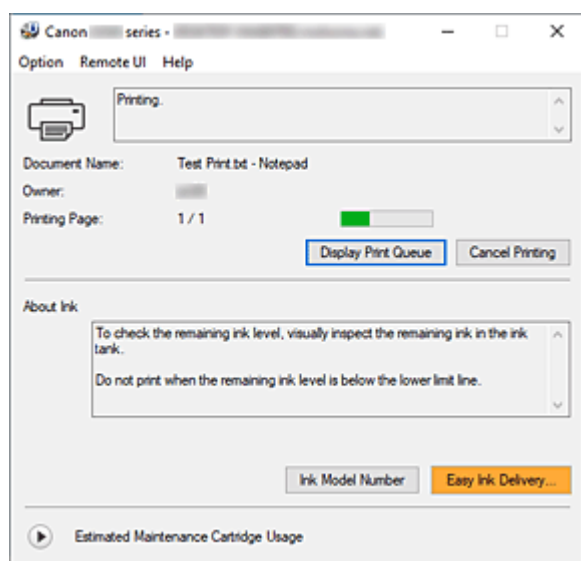 Canon series -
Option Remote UI Help
Printing.
Document Name: Test Print.txt - Notepad
Owner:
Printing Page: 1 / 1
Display Print Queue Cancel Printing
About Ink
To check the remaining ink level, visually inspect the remaining ink in the ink
tank.
Do not print when the remaining ink level is below the lower limit line.
Ink Model Number Easy Ink Delivery...
Estimated Maintenance Cartridge Usage